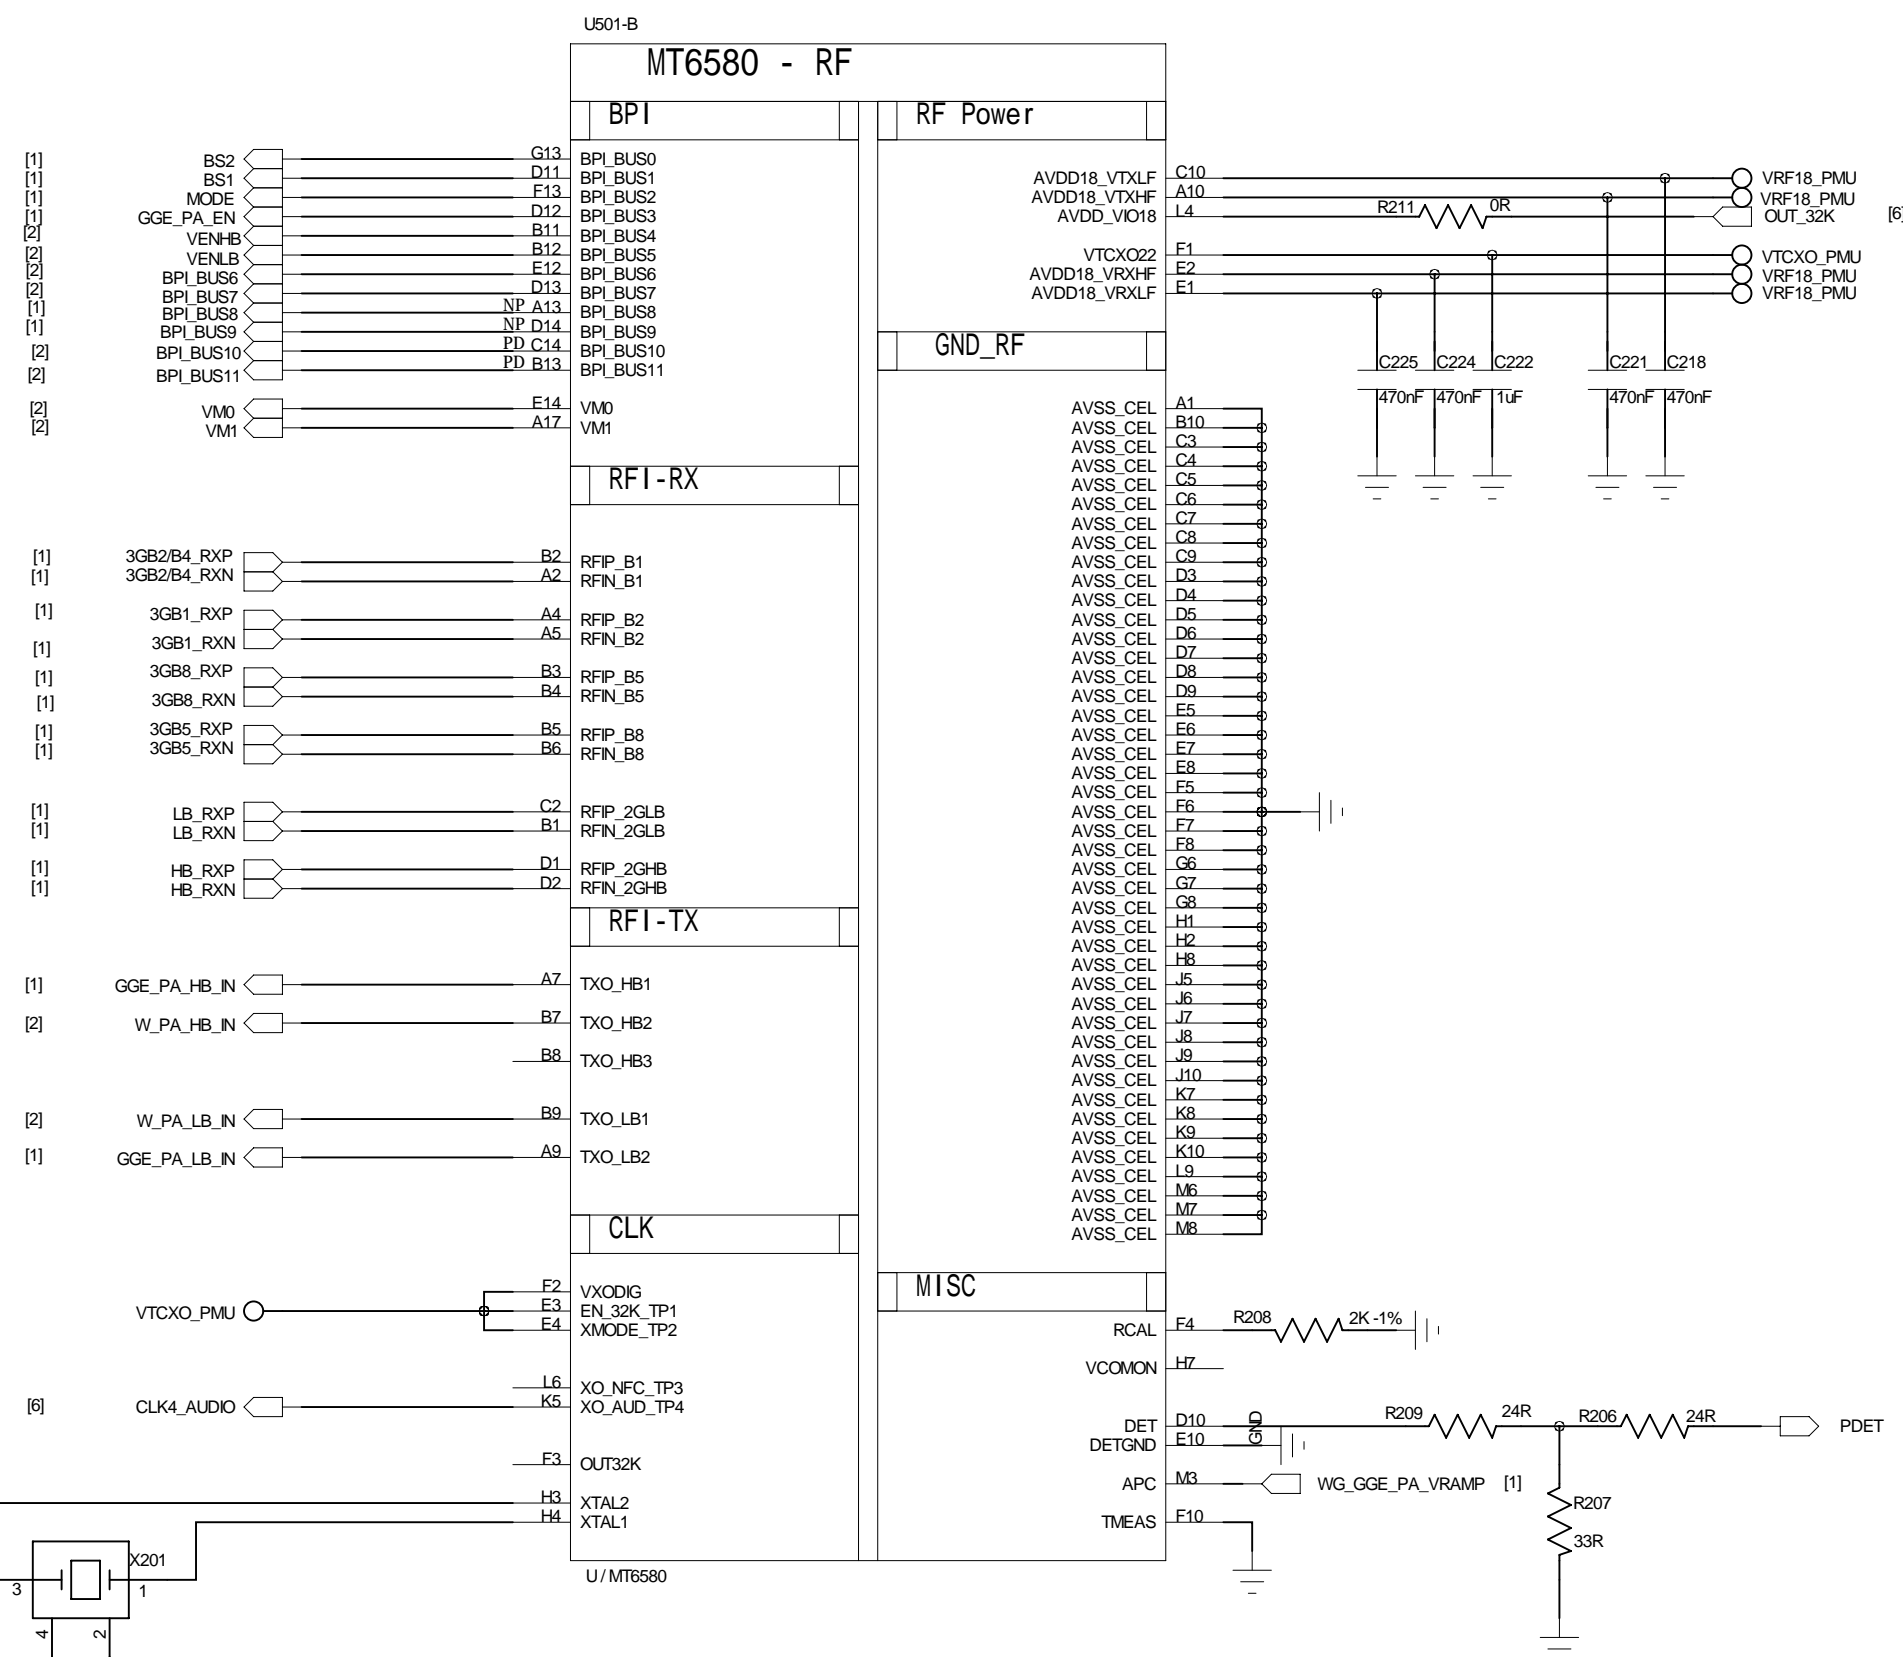 U501-B
MT6580 - RF
BPI
[1] BS2 G13 BPI_BUS0
[1] BS1 D11 BPI_BUS1
[1] MODE F13 BPI_BUS2
[1] GGE_PA_EN D12 BPI_BUS3
[2] VENHB B11 BPI_BUS4
[2] VENLB B12 BPI_BUS5
[2] BPI_BUS6 E12 BPI_BUS6
[2] BPI_BUS7 D13 BPI_BUS7
[1] BPI_BUS8 NP A13 BPI_BUS8
[1] BPI_BUS9 NP D14 BPI_BUS9
[2] BPI_BUS10 PD C14 BPI_BUS10
[2] BPI_BUS11 PD B13 BPI_BUS11
[2] VM0 E14 VM0
[2] VM1 A17 VM1
RFI-RX
[1] 3GB2/B4_RXP B2 RFIP_B1
[1] 3GB2/B4_RXN A2 RFIN_B1
[1] 3GB1_RXP A4 RFIP_B2
[1] 3GB1_RXN A5 RFIN_B2
[1] 3GB8_RXP B3 RFIP_B5
[1] 3GB8_RXN B4 RFIN_B5
[1] 3GB5_RXP B5 RFIP_B8
[1] 3GB5_RXN B6 RFIN_B8
[1] LB_RXP C2 RFIP_2GLB
[1] LB_RXN B1 RFIN_2GLB
[1] HB_RXP D1 RFIP_2GHB
[1] HB_RXN D2 RFIN_2GHB
RFI-TX
[1] GGE_PA_HB_IN A7 TXO_HB1
[2] W_PA_HB_IN B7 TXO_HB2
B8 TXO_HB3
[2] W_PA_LB_IN B9 TXO_LB1
[1] GGE_PA_LB_IN A9 TXO_LB2
CLK
F2 VXODIG
VTCXO_PMU E3 EN_32K_TP1
E4 XMODE_TP2
L6 XO_NFC_TP3
[6] CLK4_AUDIO K5 XO_AUD_TP4
F3 OUT32K
H3 XTAL2
H4 XTAL1
X201
3 1
4 2
U/MT6580
RF Power
AVDD18_VTXLF C10 VRF18_PMU
AVDD18_VTXHF A10 VRF18_PMU
AVDD_VIO18 L4 R211 0R OUT_32K [6]
VTCXO22 F1 VTCXO_PMU
AVDD18_VRXHF E2 VRF18_PMU
AVDD18_VRXLF E1 VRF18_PMU
C225 C224 C222 C221 C218
470nF 470nF 1uF 470nF 470nF
GND_RF
AVSS_CEL A1
AVSS_CEL B10
AVSS_CEL C3
AVSS_CEL C4
AVSS_CEL C5
AVSS_CEL C6
AVSS_CEL C7
AVSS_CEL C8
AVSS_CEL C9
AVSS_CEL D3
AVSS_CEL D4
AVSS_CEL D5
AVSS_CEL D6
AVSS_CEL D7
AVSS_CEL D8
AVSS_CEL D9
AVSS_CEL E5
AVSS_CEL E6
AVSS_CEL E7
AVSS_CEL E8
AVSS_CEL F5
AVSS_CEL F6
AVSS_CEL F7
AVSS_CEL F8
AVSS_CEL G6
AVSS_CEL G7
AVSS_CEL G8
AVSS_CEL H1
AVSS_CEL H2
AVSS_CEL H8
AVSS_CEL J5
AVSS_CEL J6
AVSS_CEL J7
AVSS_CEL J8
AVSS_CEL J9
AVSS_CEL J10
AVSS_CEL K7
AVSS_CEL K8
AVSS_CEL K9
AVSS_CEL K10
AVSS_CEL L9
AVSS_CEL M6
AVSS_CEL M7
AVSS_CEL M8
MISC
RCAL F4 R208 2K -1%
VCOMON H7
DET D10 R209 24R R206 24R PDET
DETGND E10 GND
APC M3 WG_GGE_PA_VRAMP [1]
TMEAS F10
R207
33R